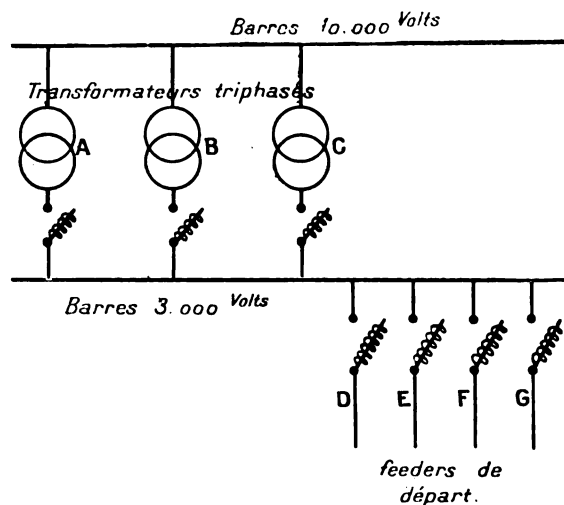 Barres 10.000 Volts
Transformateurs triphasés
A B C
Barres 3.000 Volts
D E F G
feeders de
départ.